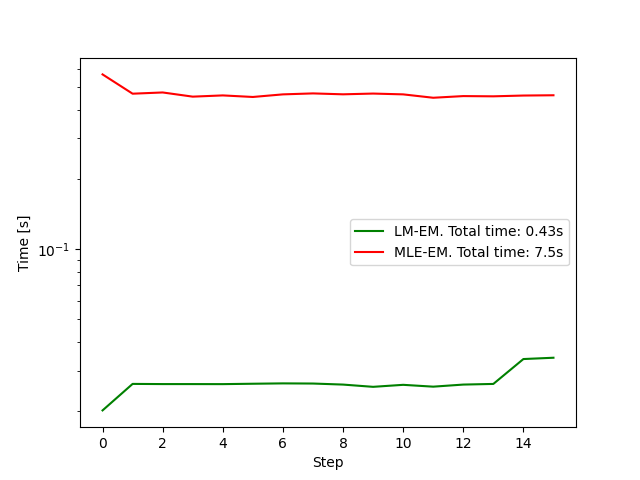 Time [s]
10⁻¹
LM-EM. Total time: 0.43s
MLE-EM. Total time: 7.5s
0 2 4 6 8 10 12 14
Step